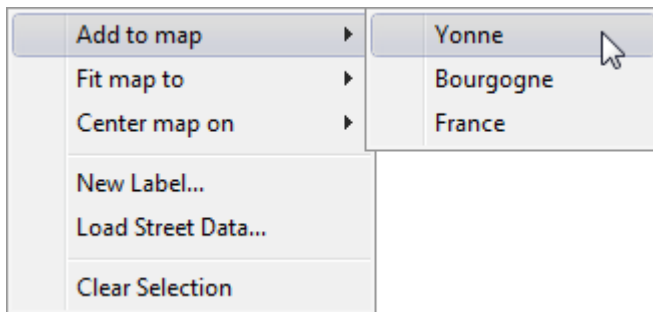 Add to map
Fit map to
Center map on
New Label...
Load Street Data...
Clear Selection
Yonne
Bourgogne
France